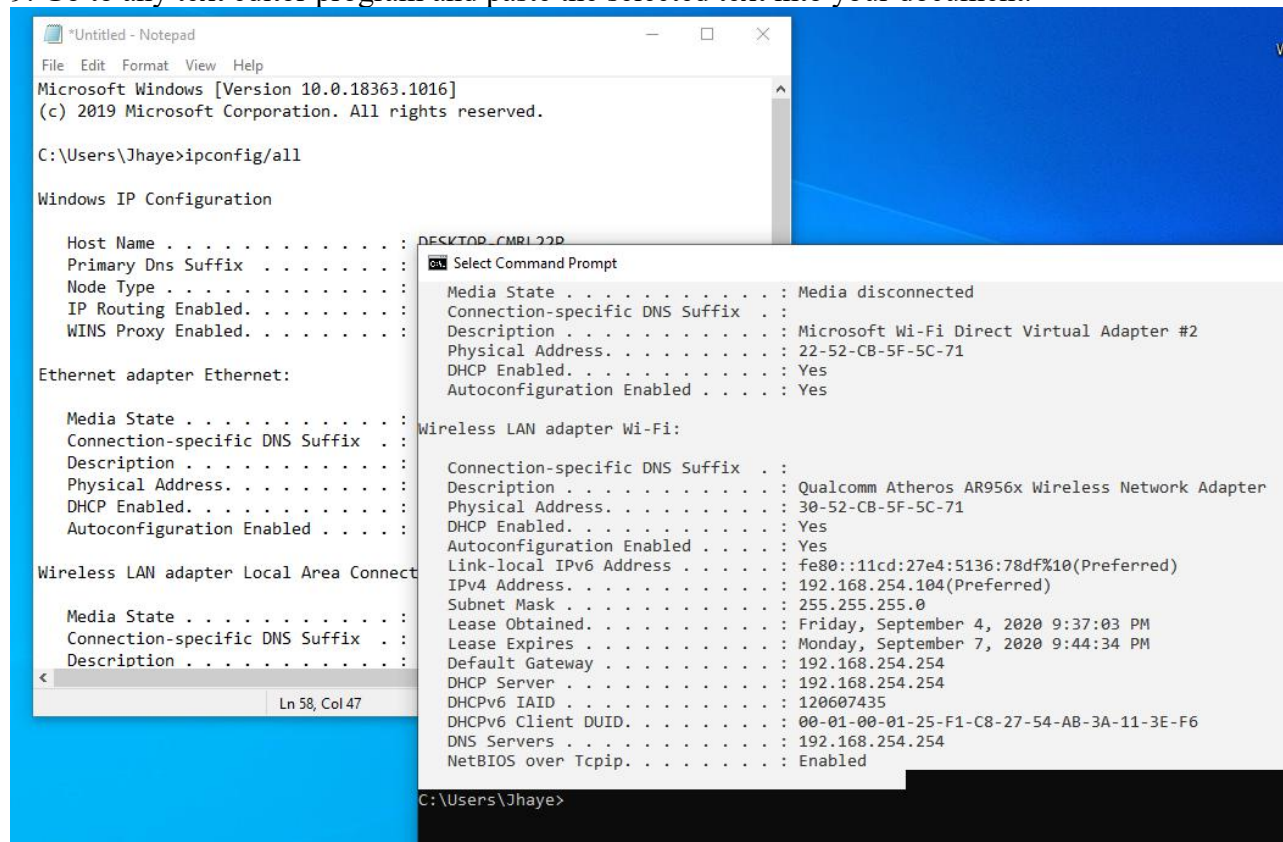 *Untitled - Notepad
File Edit Format View Help
Microsoft Windows [Version 10.0.18363.1016]
(c) 2019 Microsoft Corporation. All rights reserved.
C:\Users\Jhaye>ipconfig/all
Windows IP Configuration
Host Name . . . . . . . . . . . . :
Primary Dns Suffix . . . . . . . :
Node Type . . . . . . . . . . . . :
IP Routing Enabled. . . . . . . . :
WINS Proxy Enabled. . . . . . . . :
Ethernet adapter Ethernet:
Media State . . . . . . . . . . . :
Connection-specific DNS Suffix . :
Description . . . . . . . . . . . :
Physical Address. . . . . . . . . :
DHCP Enabled. . . . . . . . . . . :
Autoconfiguration Enabled . . . . :
Wireless LAN adapter Local Area Connect
Media State . . . . . . . . . . . :
Connection-specific DNS Suffix . :
Description . . . . . . . . . . . :
Ln 58, Col 47
Select Command Prompt
Media State . . . . . . . . . . . : Media disconnected
Connection-specific DNS Suffix . :
Description . . . . . . . . . . . : Microsoft Wi-Fi Direct Virtual Adapter #2
Physical Address. . . . . . . . . : 22-52-CB-5F-5C-71
DHCP Enabled. . . . . . . . . . . : Yes
Autoconfiguration Enabled . . . . : Yes
Wireless LAN adapter Wi-Fi:
Connection-specific DNS Suffix . :
Description . . . . . . . . . . . : Qualcomm Atheros AR956x Wireless Network Adapter
Physical Address. . . . . . . . . : 30-52-CB-5F-5C-71
DHCP Enabled. . . . . . . . . . . : Yes
Autoconfiguration Enabled . . . . : Yes
Link-local IPv6 Address . . . . . : fe80::11cd:27e4:5136:78df%10(Preferred)
IPv4 Address. . . . . . . . . . . : 192.168.254.104(Preferred)
Subnet Mask . . . . . . . . . . . : 255.255.255.0
Lease Obtained. . . . . . . . . . : Friday, September 4, 2020 9:37:03 PM
Lease Expires . . . . . . . . . . : Monday, September 7, 2020 9:44:34 PM
Default Gateway . . . . . . . . . : 192.168.254.254
DHCP Server . . . . . . . . . . . : 192.168.254.254
DHCPv6 IAID . . . . . . . . . . . : 120607435
DHCPv6 Client DUID. . . . . . . . : 00-01-00-01-25-F1-C8-27-54-AB-3A-11-3E-F6
DNS Servers . . . . . . . . . . . : 192.168.254.254
NetBIOS over Tcpip. . . . . . . . : Enabled
C:\Users\Jhaye>